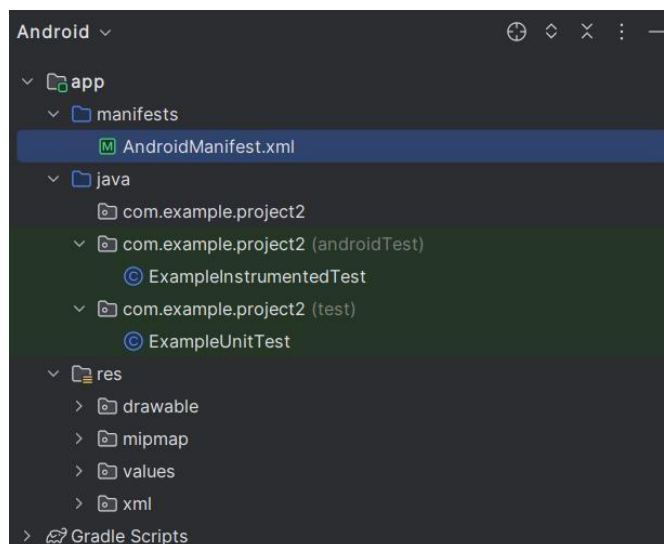 Android
app
manifests
AndroidManifest.xml
java
com.example.project2
com.example.project2 (androidTest)
ExampleInstrumentedTest
com.example.project2 (test)
ExampleUnitTest
res
drawable
mipmap
values
xml
Gradle Scripts